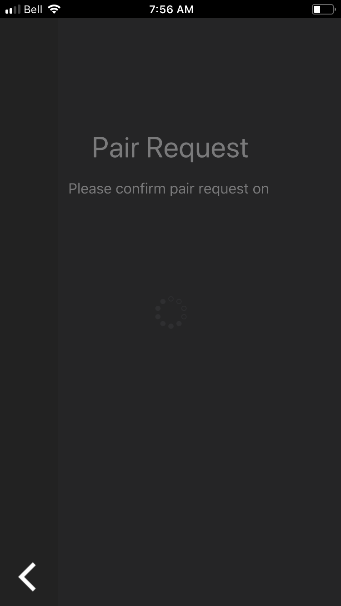 Bell 7:56 AM
Pair Request
Please confirm pair request on